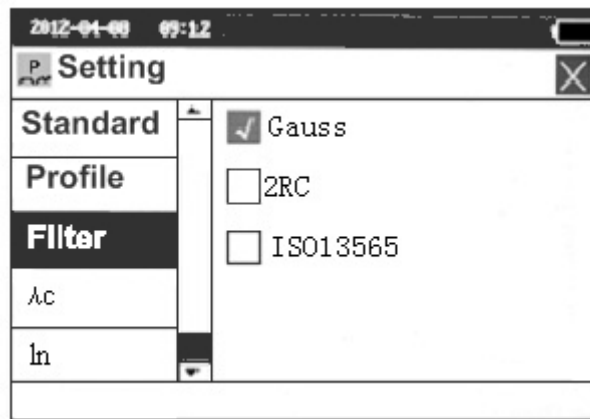 2012-04-08 09:12
P Setting
Standard
Profile
Filter
λc
ln
Gauss
2RC
ISO13565